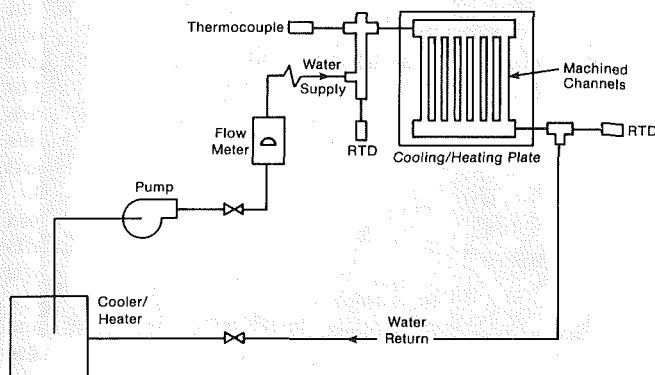 Thermocouple
Water
Supply
Machined
Channels
Flow
Meter
RTD
RTD
Cooling/Heating Plate
Pump
Cooler/
Heater
Water
Return